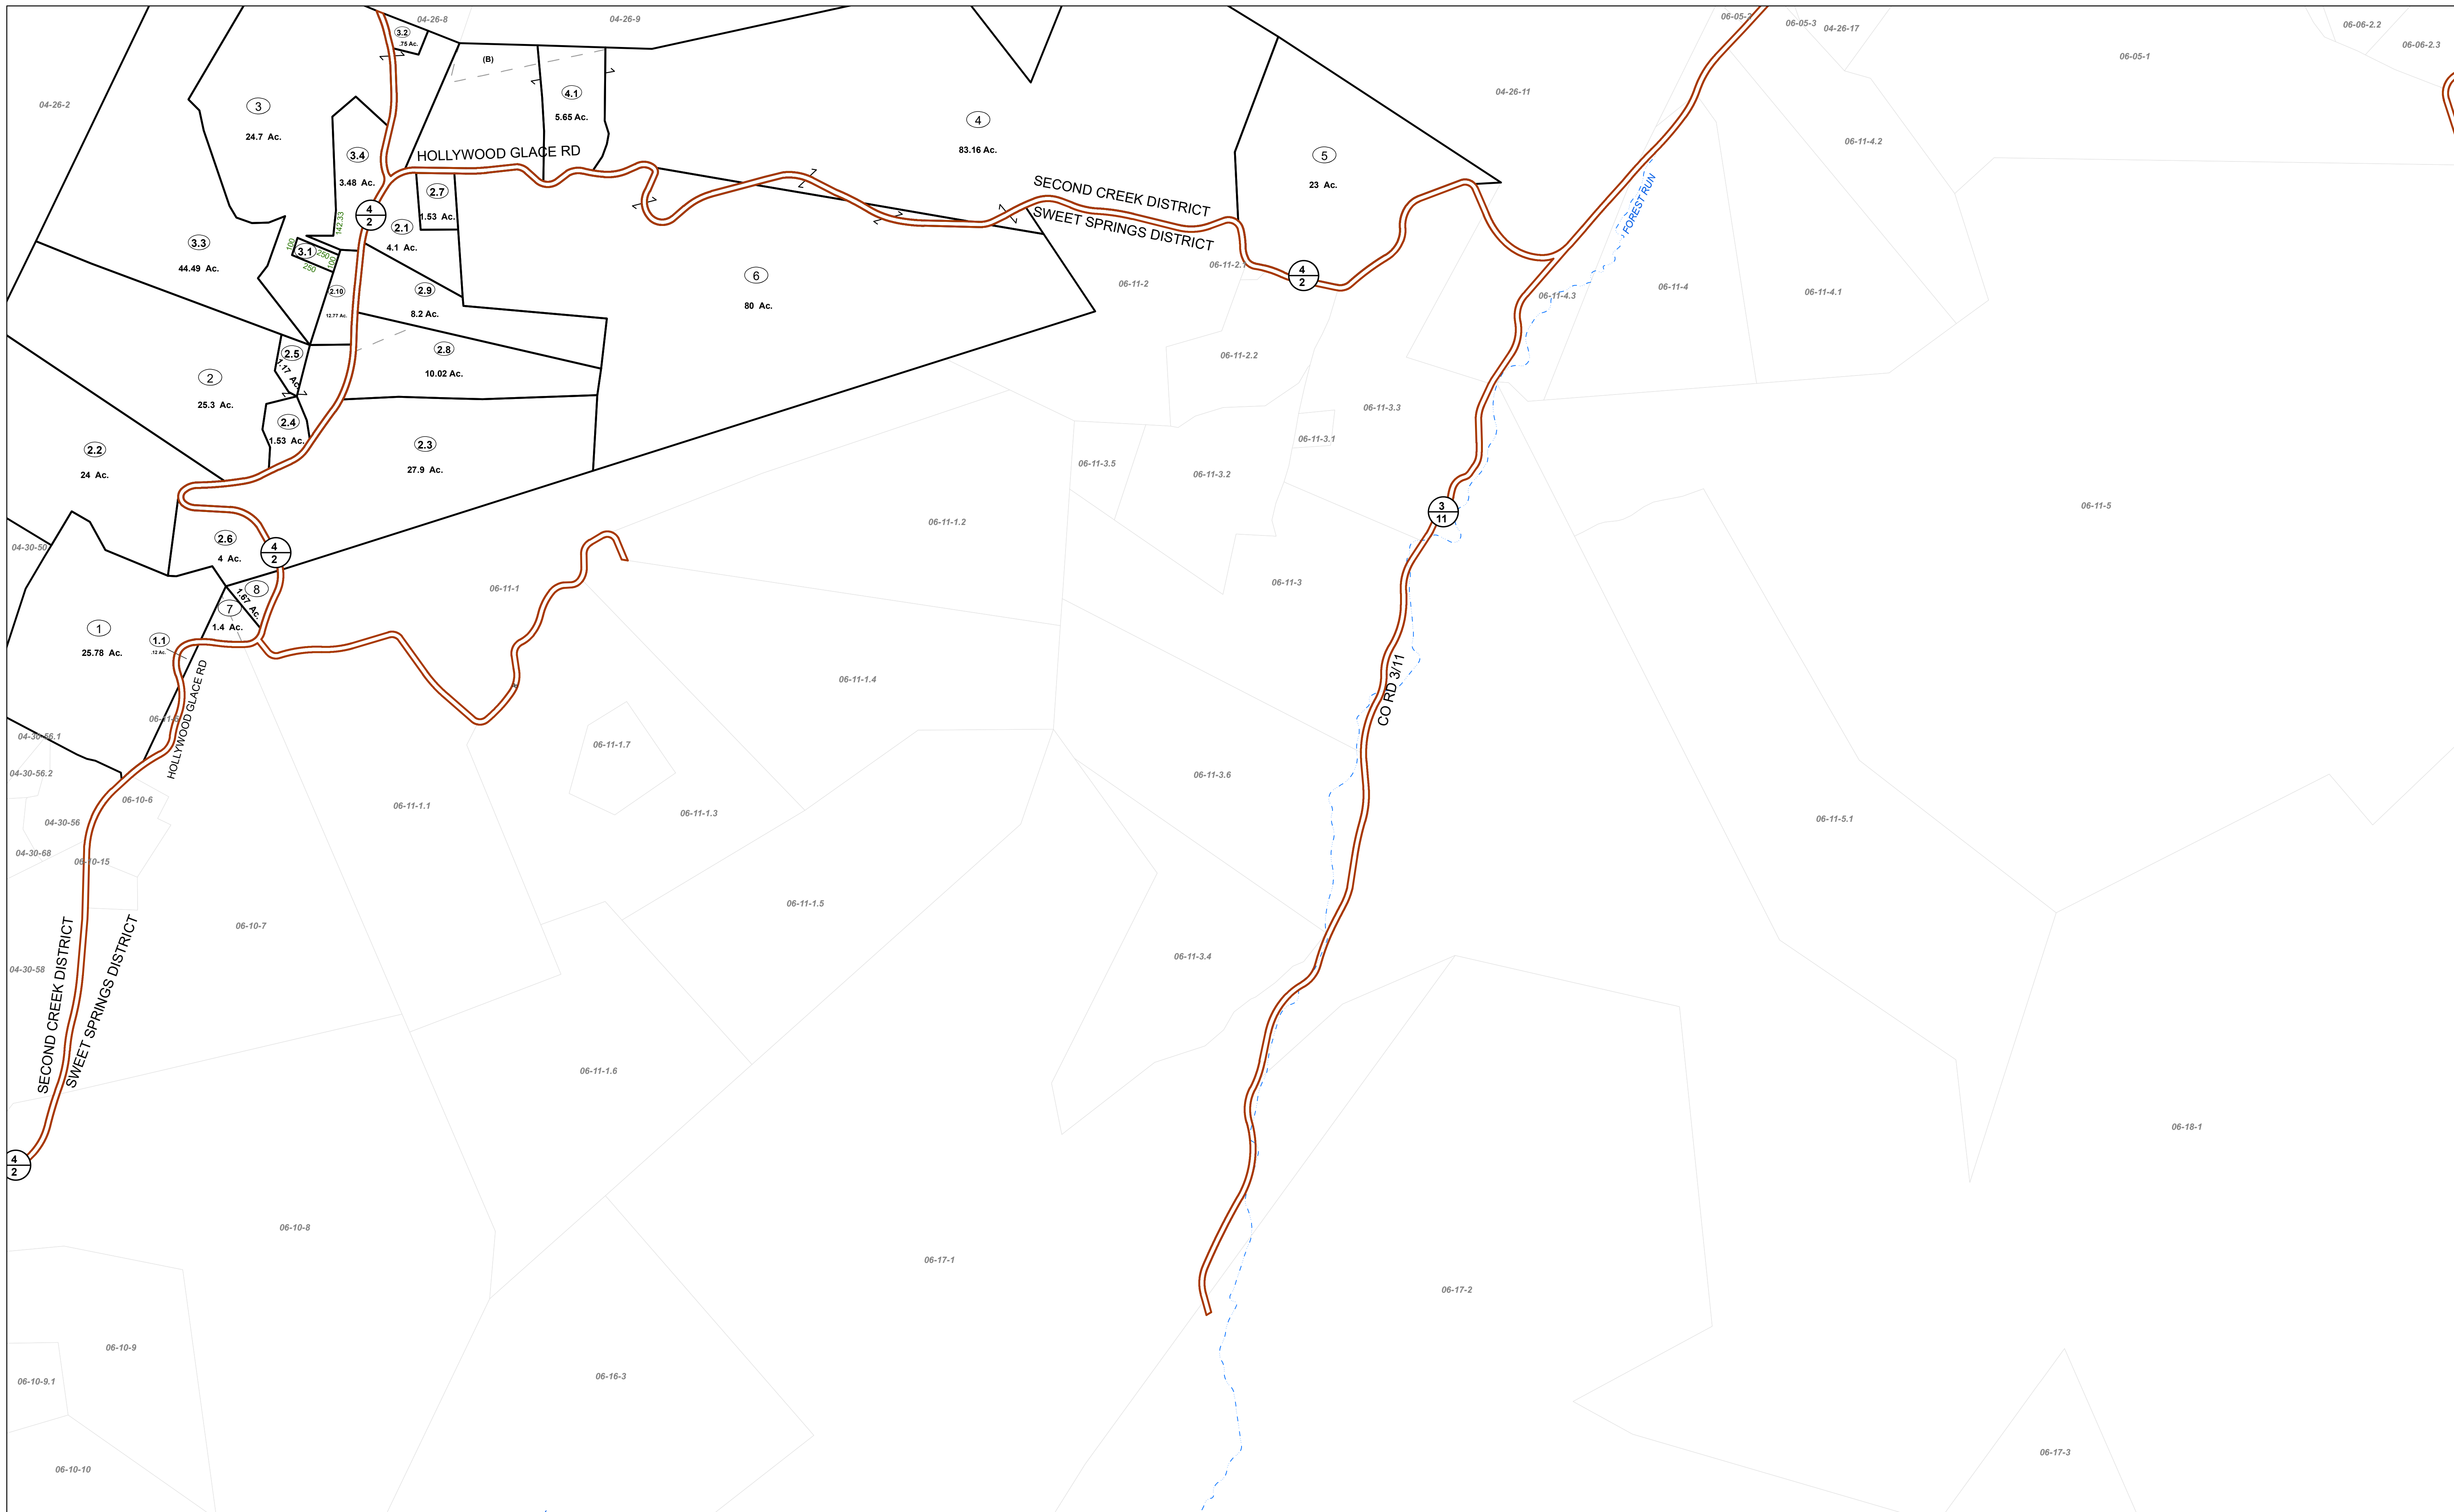 04-26-8
04-26-9
06-05-2
06-05-3
04-26-17
06-06-2.2
06-06-2.3
06-05-1
3.2
.75 Ac.
(B)
04-26-2
3
24.7 Ac.
4.1
5.65 Ac.
4
83.16 Ac.
04-26-11
5
23 Ac.
06-11-4.2
HOLLYWOOD GLACE RD
3.4
3.48 Ac.
2.7
1.53 Ac.
SECOND CREEK DISTRICT
SWEET SPRINGS DISTRICT
FOREST RUN
4
2
142.33
2.1
4.1 Ac.
3.3
44.49 Ac.
100
3.1
250
100
250
6
80 Ac.
06-11-2.1
06-11-2
4
2
06-11-4.3
06-11-4
06-11-4.1
2.10
12.77 Ac.
2.9
8.2 Ac.
2.5
.17 Ac.
2.8
10.02 Ac.
06-11-2.2
2
25.3 Ac.
06-11-3.3
2.4
1.53 Ac.
2.3
27.9 Ac.
06-11-3.1
2.2
24 Ac.
06-11-3.5
06-11-3.2
06-11-5
3
11
06-11-1.2
04-30-50
2.6
4 Ac.
4
2
06-11-1
06-11-3
8
1.67 Ac.
7
1.4 Ac.
1
25.78 Ac.
1.1
.12 Ac.
HOLLYWOOD GLACE RD
06-11-1.4
CO RD 3/11
04-30-56.1
06-11-1.7
04-30-56.2
06-11-3.6
06-10-6
06-11-1.1
06-11-1.3
04-30-56
06-11-5.1
04-30-68
06-10-15
06-11-1.5
06-10-7
SECOND CREEK DISTRICT
SWEET SPRINGS DISTRICT
06-11-3.4
04-30-58
06-11-1.6
06-18-1
4
2
06-10-8
06-17-1
06-17-2
06-10-9
06-10-9.1
06-16-3
06-17-3
06-10-10